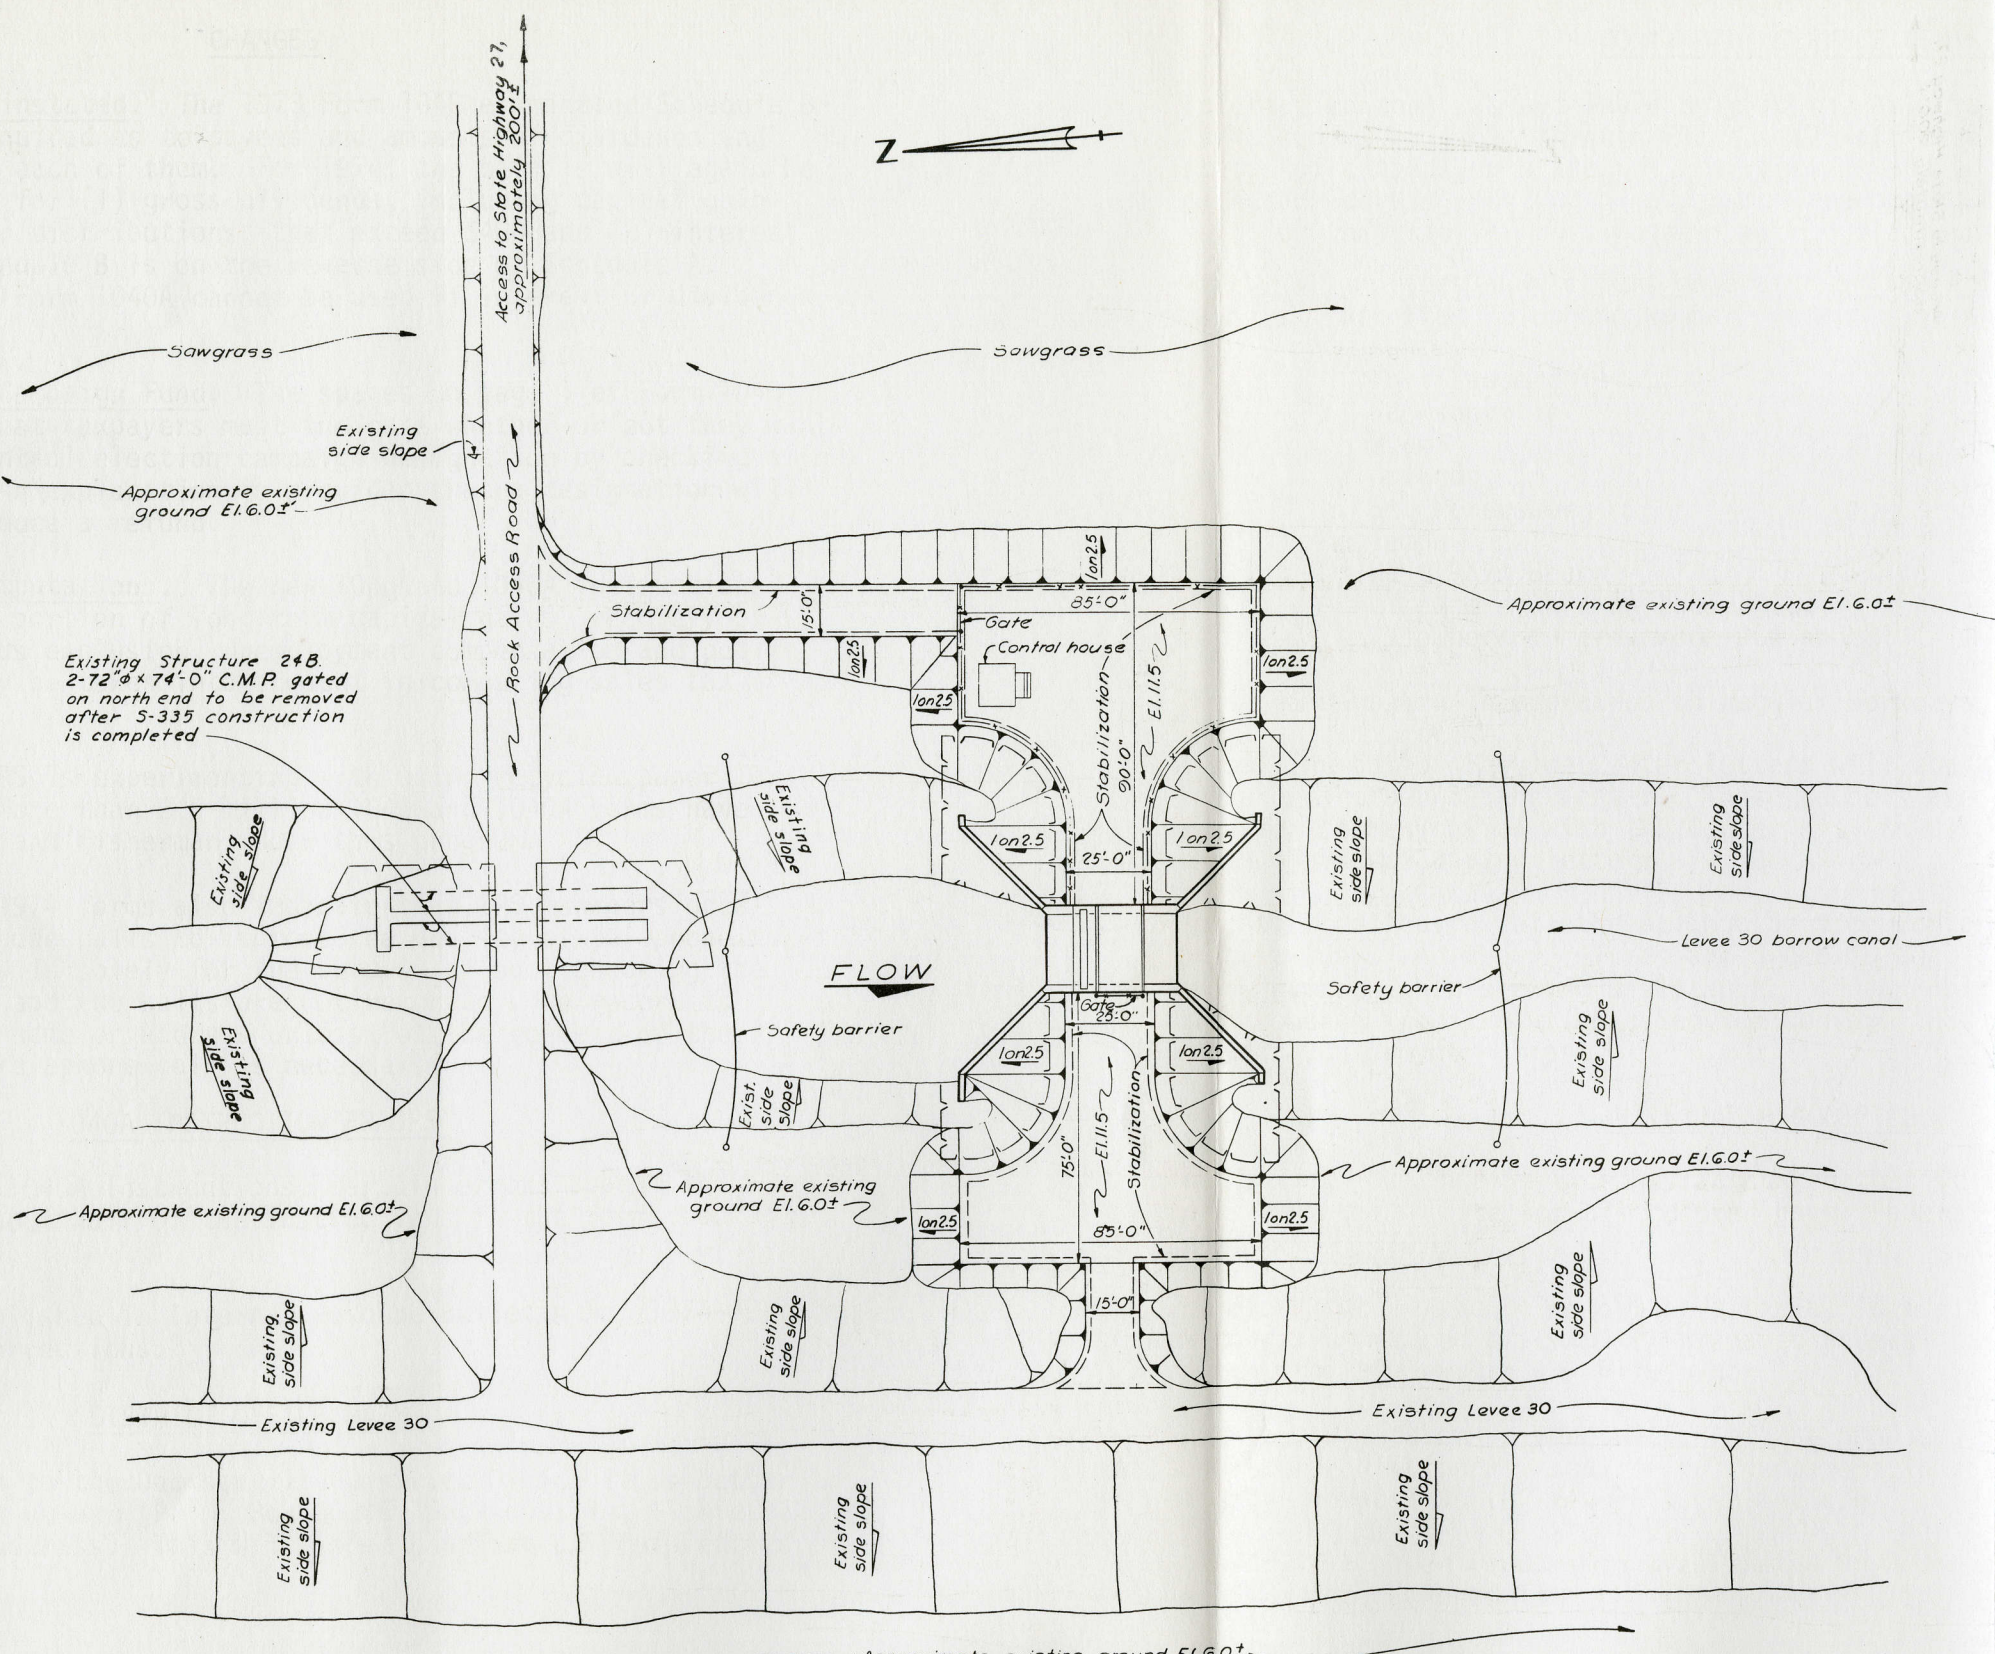 Access to State Highway 27,
approximately 200'±
N
Sawgrass
Sawgrass
Existing
side slope
Approximate existing
ground El. 6.0±
Rock Access Road
1on2.5
Stabilization
15'-0"
85'-0"
Approximate existing ground El. 6.0±
Gate
Control house
1on2.5
1on2.5
1on2.5
Stabilization
El. 11.5
90'-0"
Existing Structure 24B.
2-72"ϕ x 74'-0" C.M.P. gated
on north end to be removed
after S-335 construction
is completed
Existing
side slope
Existing
side slope
1on2.5
1on2.5
25'-0"
Existing
side slope
Existing
side slope
Levee 30 borrow canal
FLOW
Safety barrier
Safety barrier
Gate
25'-0"
1on2.5
1on2.5
Existing
side slope
Exist.
side
slope
Existing
side slope
75'-0"
El. 11.5
Stabilization
Approximate existing ground El. 6.0±
Approximate existing
ground El. 6.0±
Approximate existing ground El. 6.0±
1on2.5
1on2.5
85'-0"
15'-0"
Existing
side slope
Existing
side slope
Existing
side slope
Existing Levee 30
Existing Levee 30
Existing
side slope
Existing
side slope
Existing
side slope
Approximate existing ground El. 6.0±